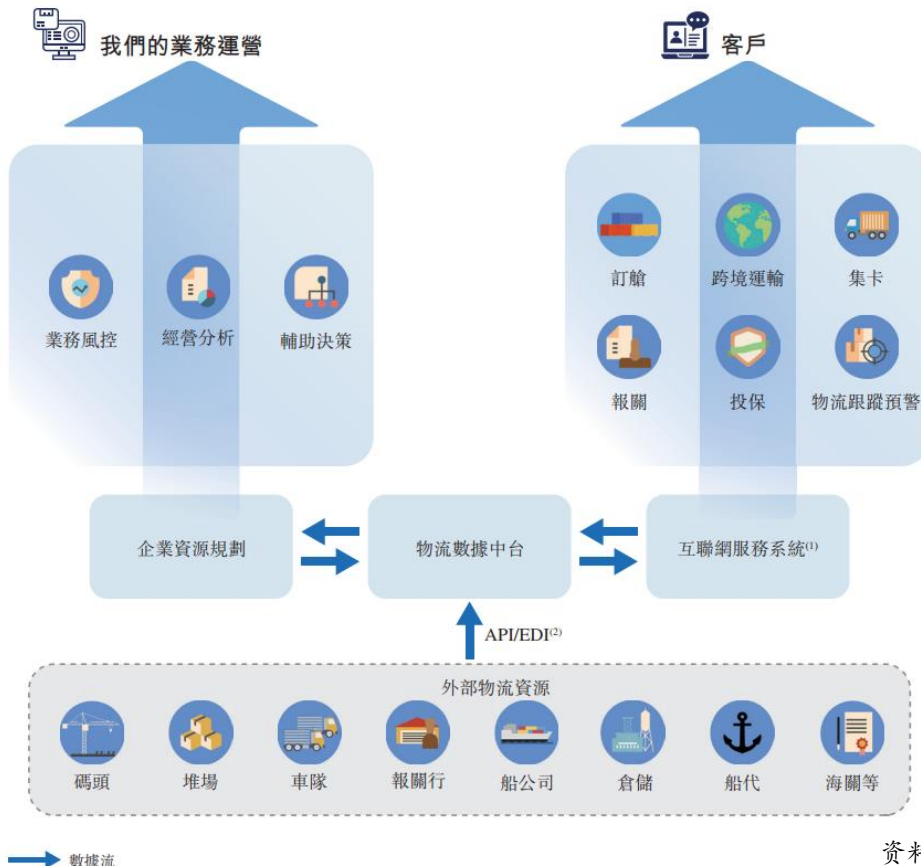 我們的業務運營
客戶
業務風控
經營分析
輔助決策
訂艙
跨境運輸
集卡
報關
投保
物流跟蹤預警
企業資源規劃
物流數據中台
互聯網服務系統⁽¹⁾
API/EDI⁽²⁾
外部物流資源
碼頭
堆場
車隊
報關行
船公司
倉儲
船代
海關等
數據流
资料